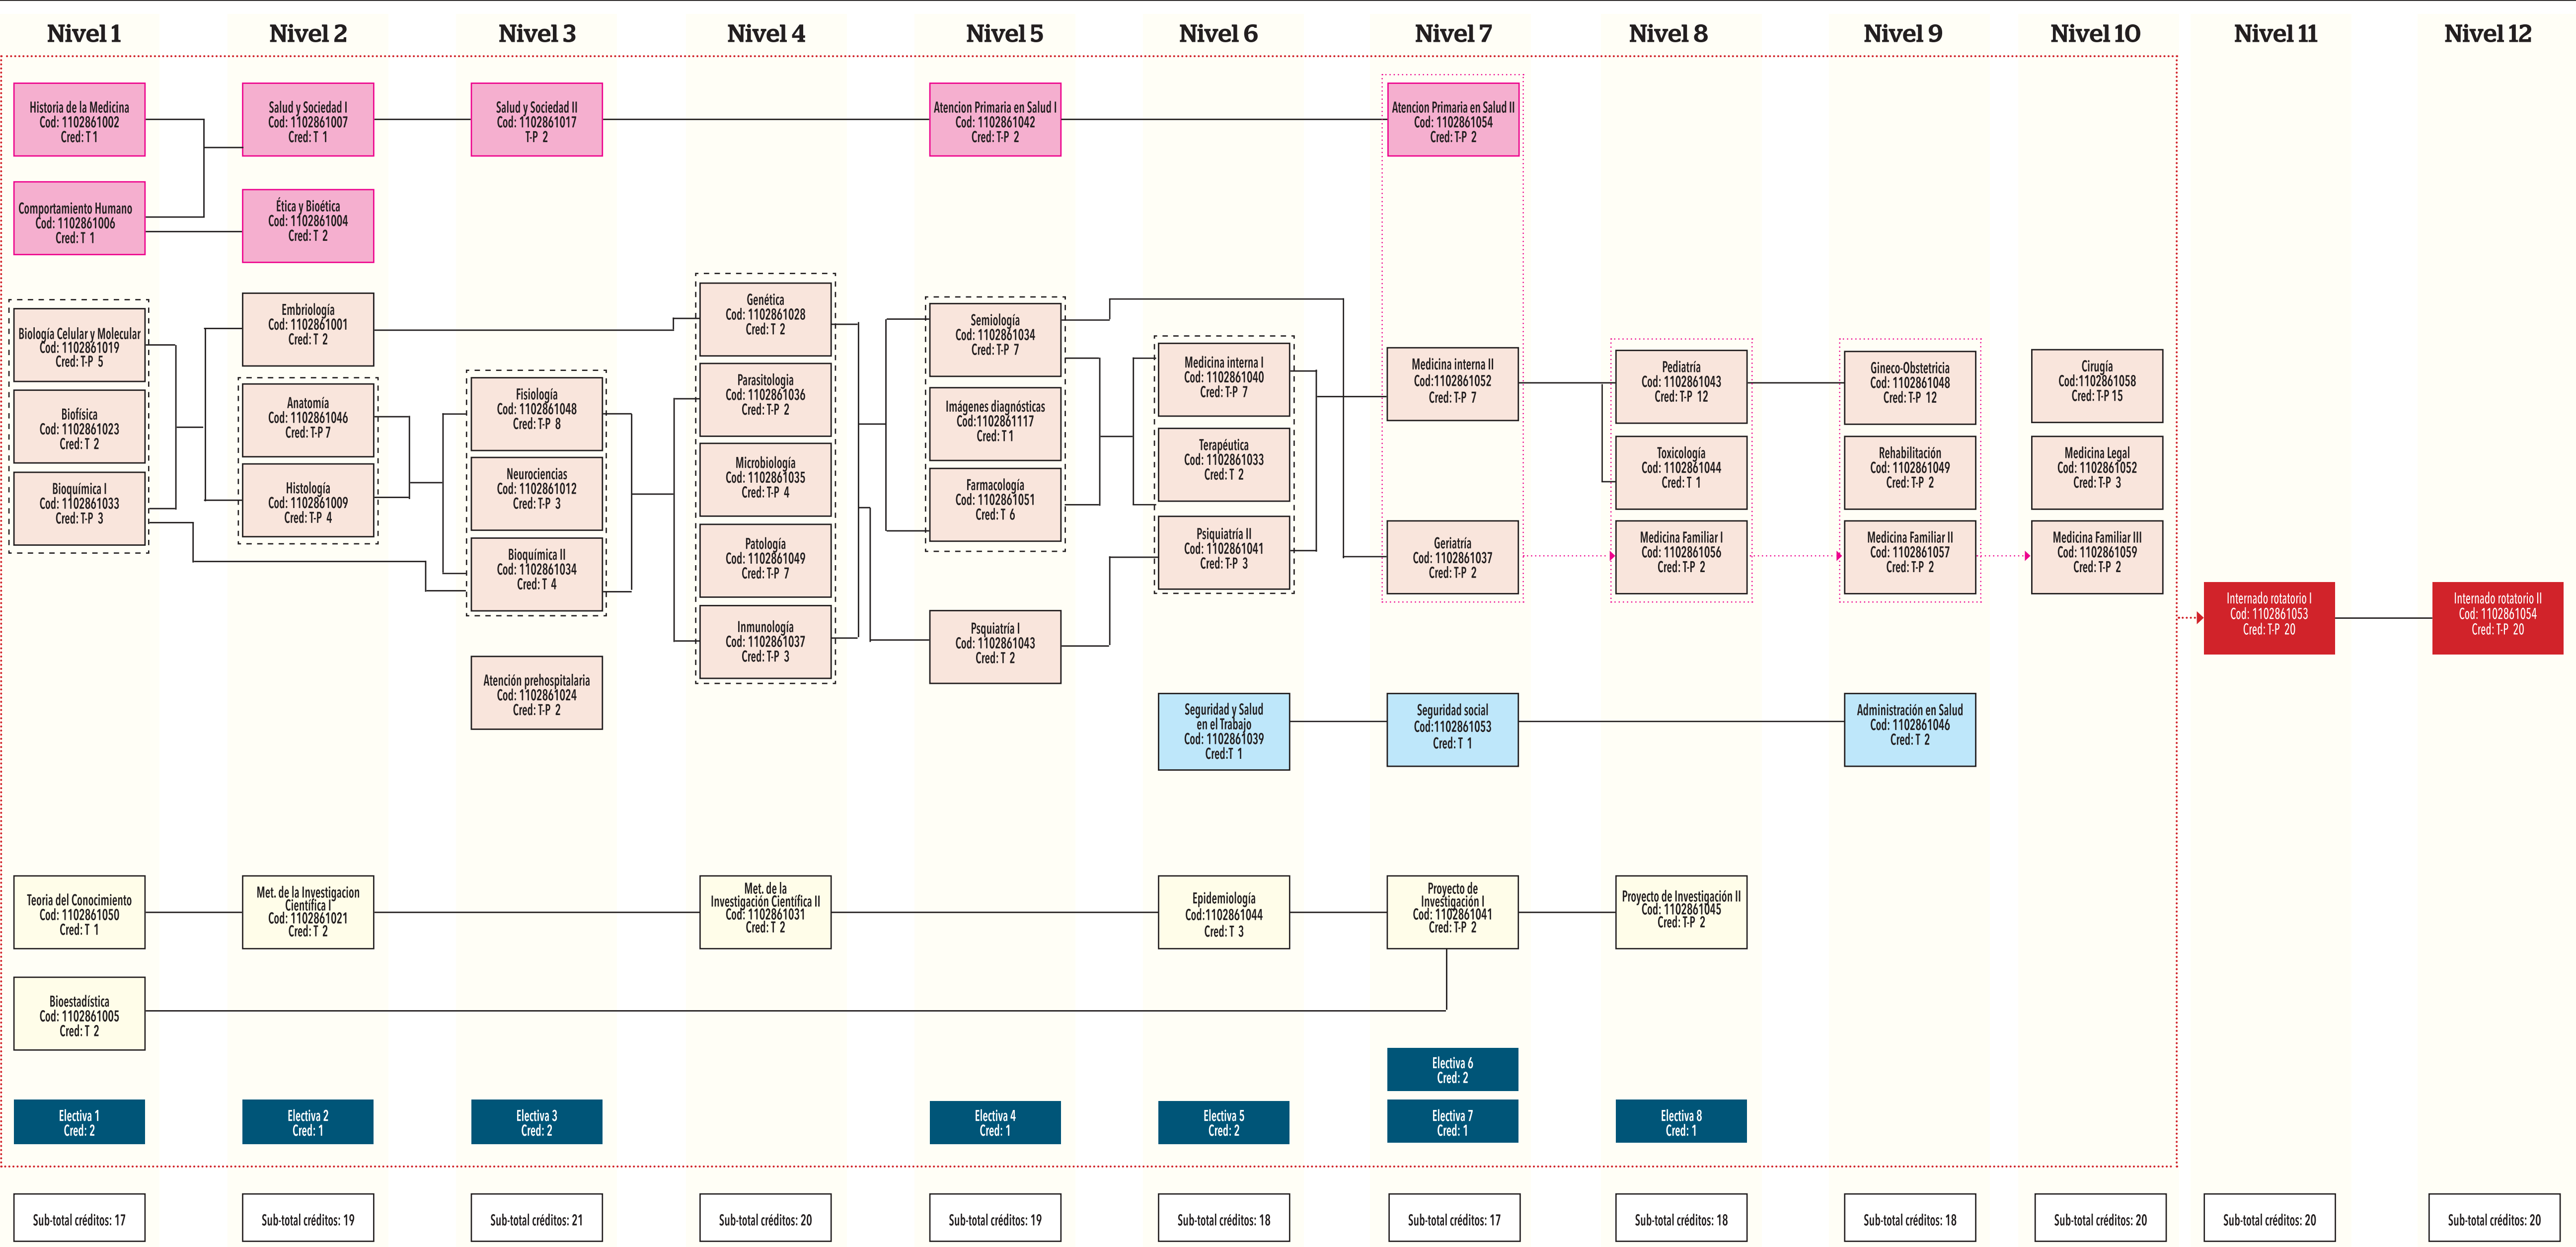 Nivel 1
Nivel 2
Nivel 3
Nivel 4
Nivel 5
Nivel 6
Nivel 7
Nivel 8
Nivel 9
Nivel 10
Nivel 11
Nivel 12
Historia de la Medicina
Cod: 1102861002
Cred: T 1
Comportamiento Humano
Cod: 1102861006
Cred: T 1
Biología Celular y Molecular
Cod: 1102861019
Cred: T-P 5
Biofísica
Cod: 1102861023
Cred: T 2
Bioquímica I
Cod: 1102861033
Cred: T-P 3
Teoria del Conocimiento
Cod: 1102861050
Cred: T 1
Bioestadística
Cod: 1102861005
Cred: T 2
Electiva 1
Cred: 2
Sub-total créditos: 17
Salud y Sociedad I
Cod: 1102861007
Cred: T 1
Ética y Bioética
Cod: 1102861004
Cred: T 2
Embriología
Cod: 1102861001
Cred: T 2
Anatomía
Cod: 1102861046
Cred: T-P 7
Histología
Cod: 1102861009
Cred: T-P 4
Met. de la Investigacion
Científica I
Cod: 1102861021
Cred: T 2
Electiva 2
Cred: 1
Sub-total créditos: 19
Salud y Sociedad II
Cod: 1102861017
T-P 2
Fisiología
Cod: 1102861048
Cred: T-P 8
Neurociencias
Cod: 1102861012
Cred: T-P 3
Bioquímica II
Cod: 1102861034
Cred: T 4
Atención prehospitalaria
Cod: 1102861024
Cred: T-P 2
Electiva 3
Cred: 2
Sub-total créditos: 21
Genética
Cod: 1102861028
Cred: T 2
Parasitologia
Cod: 1102861036
Cred: T-P 2
Microbiología
Cod: 1102861035
Cred: T-P 4
Patología
Cod: 1102861049
Cred: T-P 7
Inmunología
Cod: 1102861037
Cred: T-P 3
Met. de la
Investigación Científica II
Cod: 1102861031
Cred: T 2
Sub-total créditos: 20
Atencion Primaria en Salud I
Cod: 1102861042
Cred: T-P 2
Semiología
Cod: 1102861034
Cred: T-P 7
Imágenes diagnósticas
Cod:1102861117
Cred: T 1
Farmacología
Cod: 1102861051
Cred: T 6
Psquiatría I
Cod: 1102861043
Cred: T 2
Electiva 4
Cred: 1
Sub-total créditos: 19
Medicina interna I
Cod: 1102861040
Cred: T-P 7
Terapéutica
Cod: 1102861033
Cred: T 2
Psiquiatría II
Cod: 1102861041
Cred: T-P 3
Seguridad y Salud
en el Trabajo
Cod: 1102861039
Cred:T 1
Epidemiología
Cod:1102861044
Cred: T 3
Electiva 5
Cred: 2
Sub-total créditos: 18
Atencion Primaria en Salud II
Cod: 1102861054
Cred: T-P 2
Medicina interna II
Cod:1102861052
Cred: T-P 7
Geriatría
Cod: 1102861037
Cred: T-P 2
Seguridad social
Cod:1102861053
Cred: T 1
Proyecto de
Investigación I
Cod: 1102861041
Cred: T-P 2
Electiva 6
Cred: 2
Electiva 7
Cred: 1
Sub-total créditos: 17
Pediatría
Cod: 1102861043
Cred: T-P 12
Toxicología
Cod: 1102861044
Cred: T 1
Medicina Familiar I
Cod: 1102861056
Cred: T-P 2
Proyecto de Investigación II
Cod: 1102861045
Cred: T-P 2
Electiva 8
Cred: 1
Sub-total créditos: 18
Gineco-Obstetricia
Cod: 1102861048
Cred: T-P 12
Rehabilitación
Cod: 1102861049
Cred: T-P 2
Medicina Familiar II
Cod: 1102861057
Cred: T-P 2
Administración en Salud
Cod: 1102861046
Cred: T 2
Sub-total créditos: 18
Cirugía
Cod:1102861058
Cred: T-P 15
Medicina Legal
Cod: 1102861052
Cred: T-P 3
Medicina Familiar III
Cod: 1102861059
Cred: T-P 2
Sub-total créditos: 20
Internado rotatorio I
Cod: 1102861053
Cred: T-P 20
Sub-total créditos: 20
Internado rotatorio II
Cod: 1102861054
Cred: T-P 20
Sub-total créditos: 20